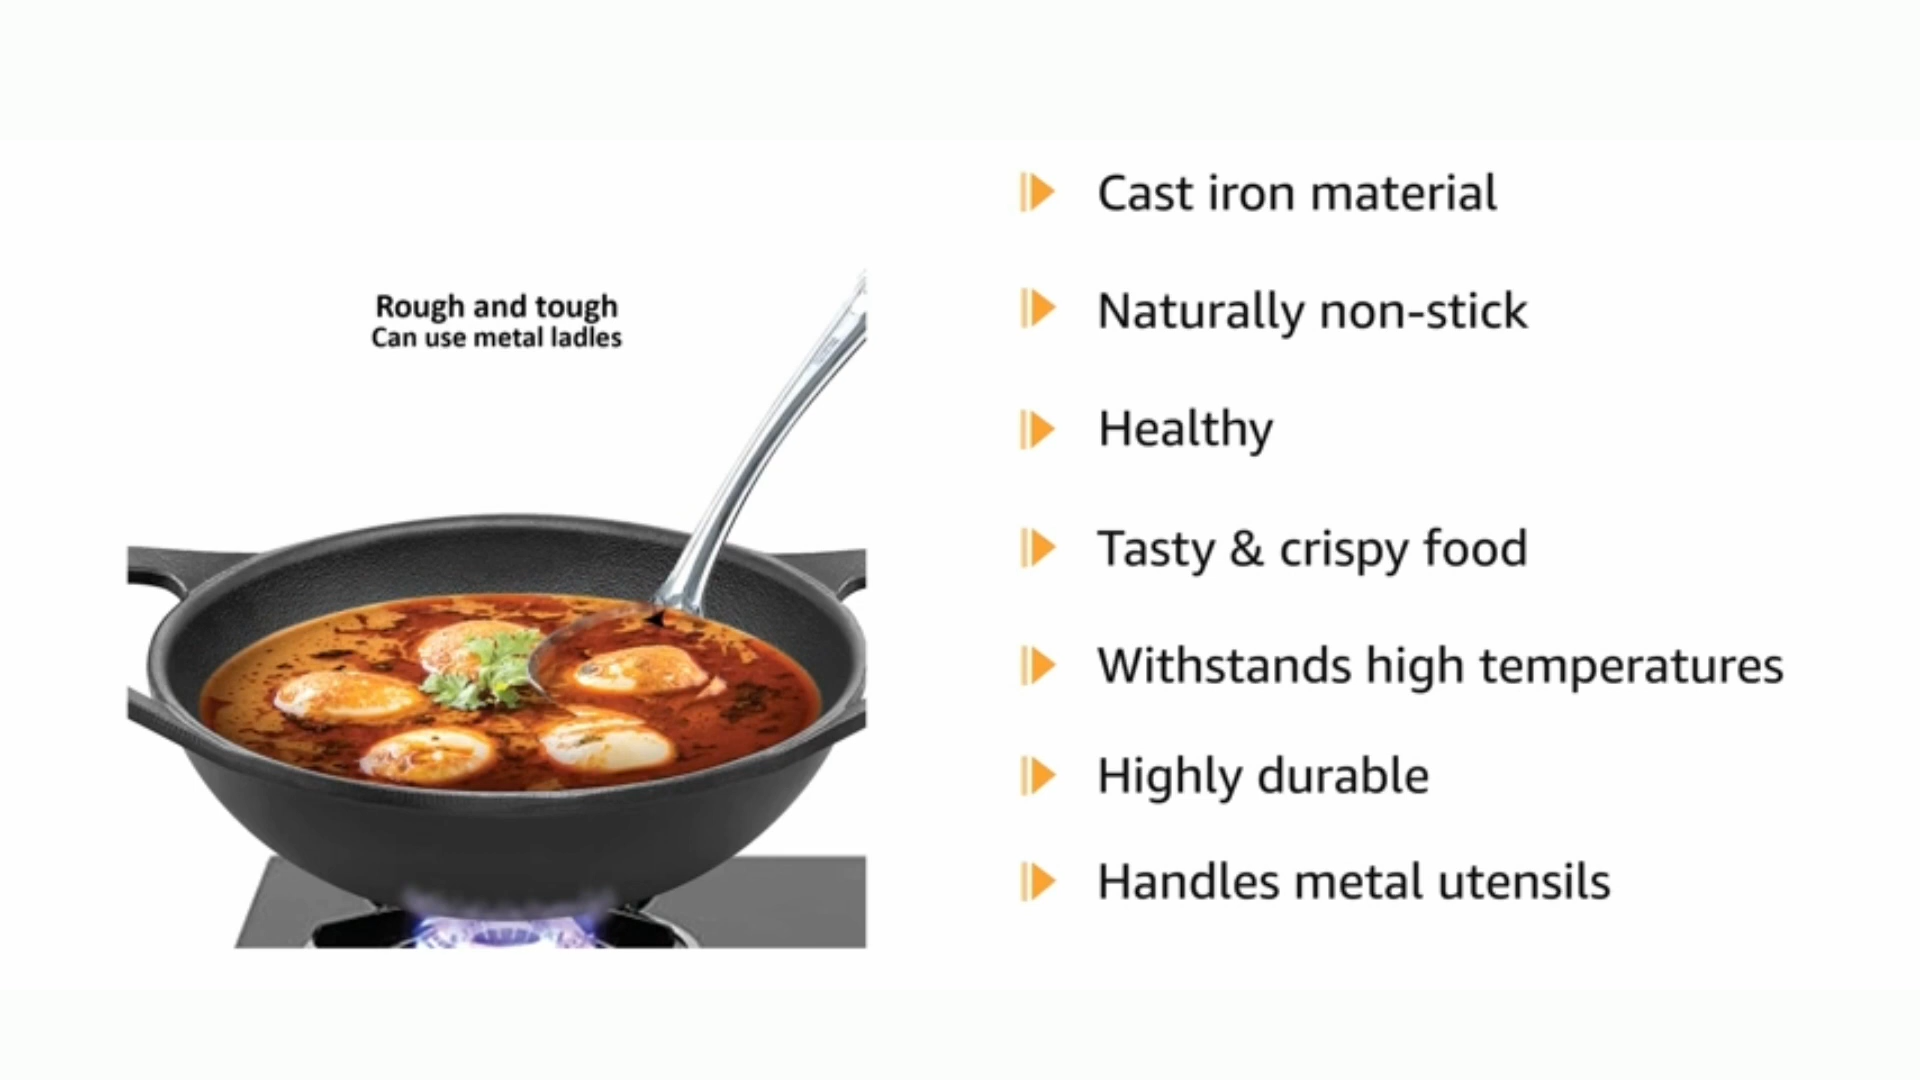 Rough and tough
Can use metal ladles
Cast iron material
Naturally non-stick
Healthy
Tasty & crispy food
Withstands high temperatures
Highly durable
Handles metal utensils